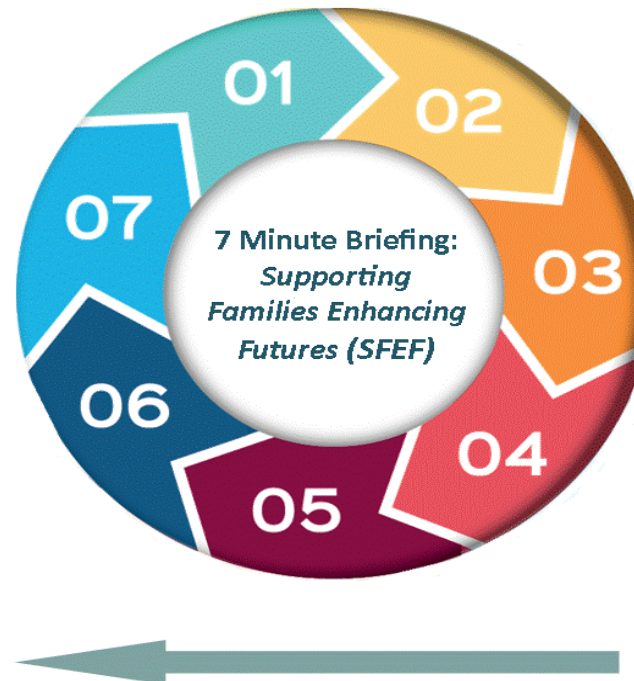 01
02
03
04
05
06
07
7 Minute Briefing:
Supporting
Families Enhancing
Futures (SFEF)